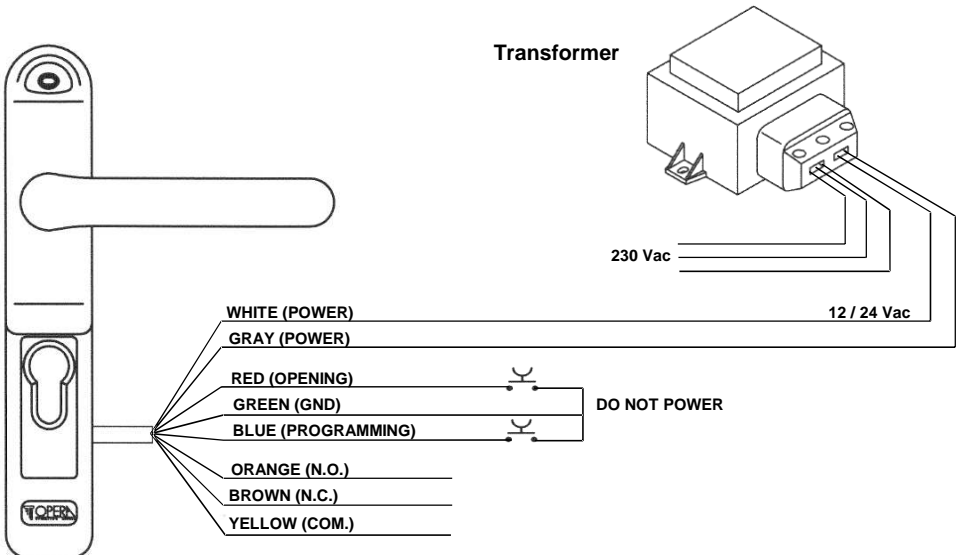 Transformer
230 Vac
WHITE (POWER)
12 / 24 Vac
GRAY (POWER)
RED (OPENING)
GREEN (GND)
DO NOT POWER
BLUE (PROGRAMMING)
ORANGE (N.O.)
BROWN (N.C.)
YELLOW (COM.)
OPERA